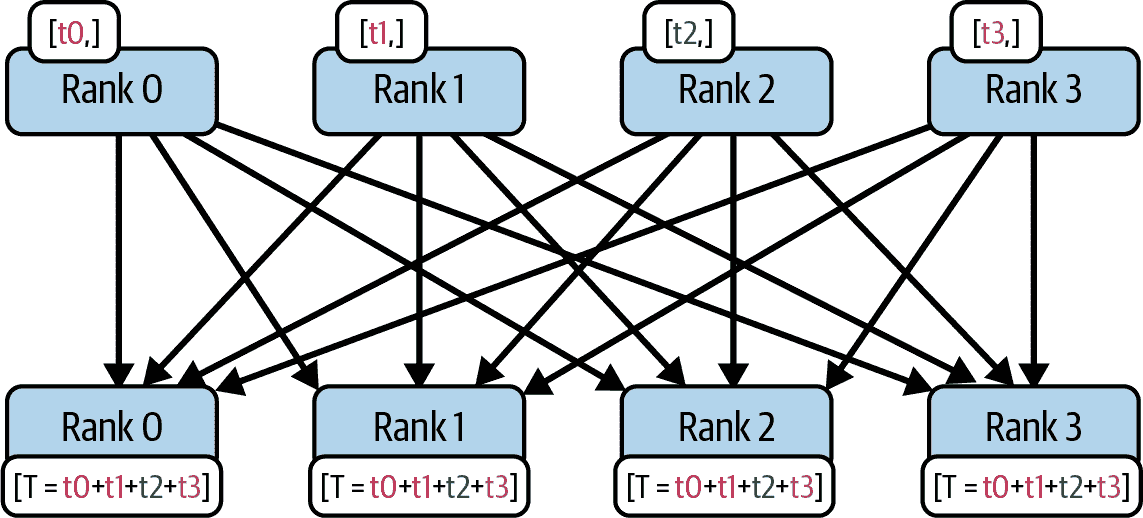 [t0,] [t1,] [t2,] [t3,]
Rank 0 Rank 1 Rank 2 Rank 3
Rank 0 Rank 1 Rank 2 Rank 3
[T = t0+t1+t2+t3] [T = t0+t1+t2+t3] [T = t0+t1+t2+t3] [T = t0+t1+t2+t3]